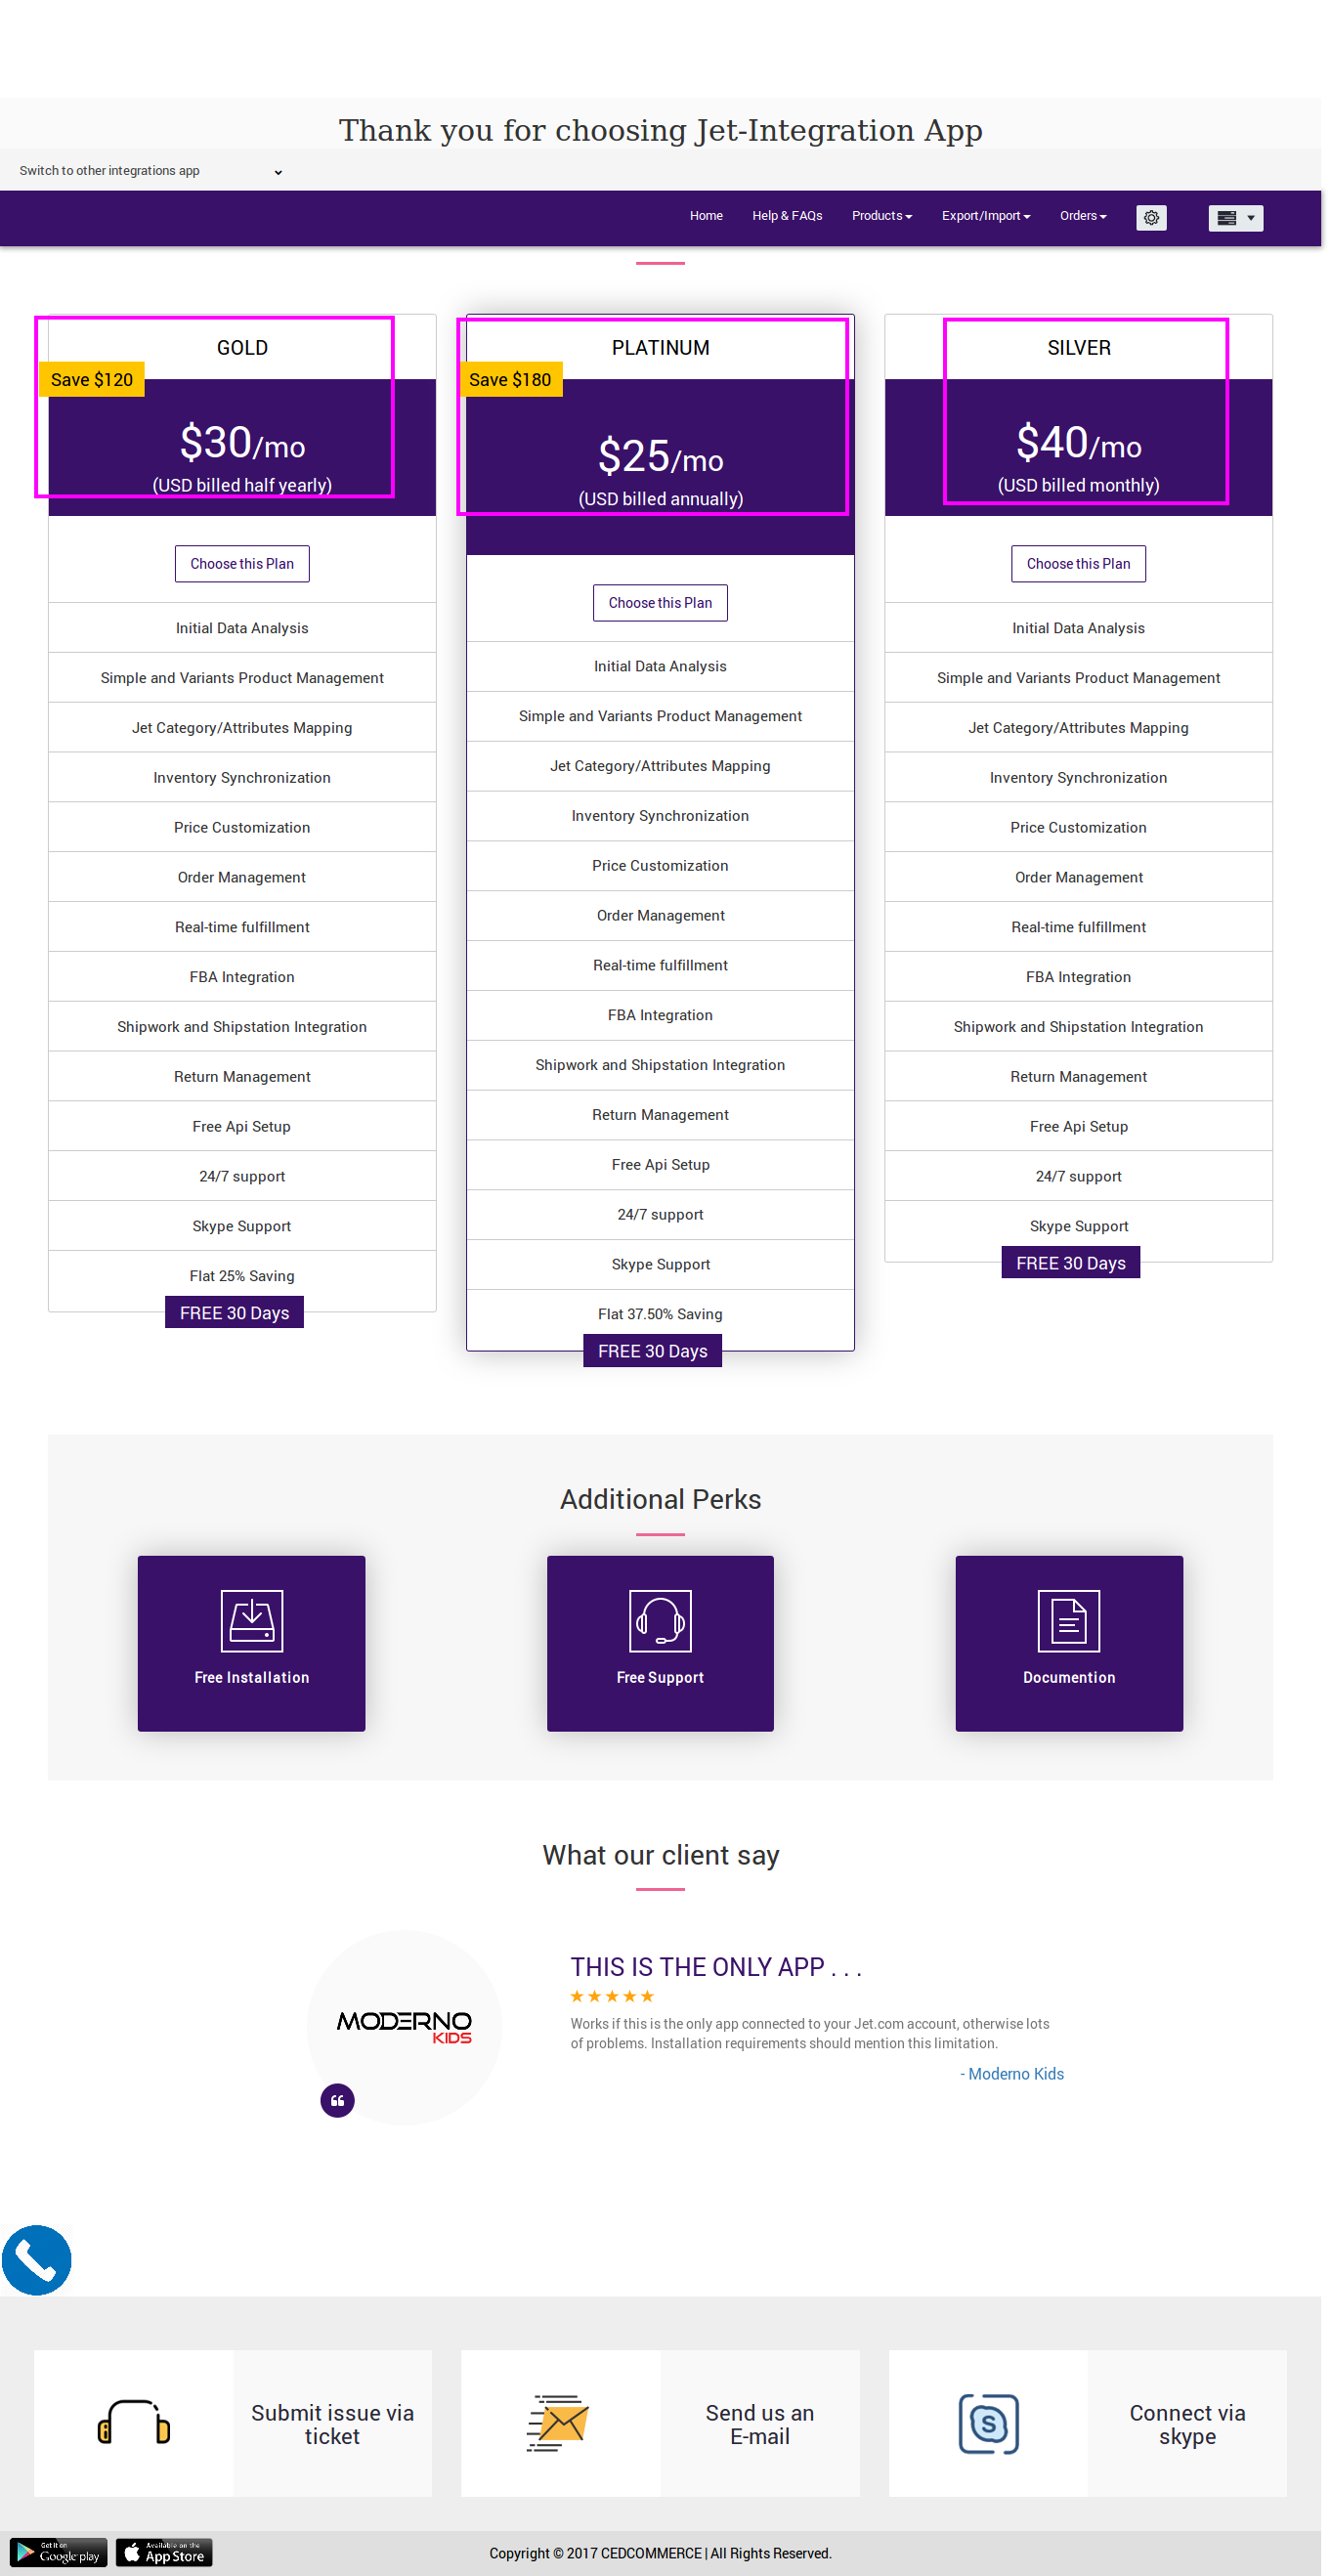 Thank you for choosing Jet-Integration App
Switch to other integrations app
Home
Help & FAQs
Products
Export/Import
Orders
GOLD
Save $120
$30/mo
(USD billed half yearly)
Choose this Plan
Initial Data Analysis
Simple and Variants Product Management
Jet Category/Attributes Mapping
Inventory Synchronization
Price Customization
Order Management
Real-time fulfillment
FBA Integration
Shipwork and Shipstation Integration
Return Management
Free Api Setup
24/7 support
Skype Support
Flat 25% Saving
FREE 30 Days
PLATINUM
Save $180
$25/mo
(USD billed annually)
Choose this Plan
Initial Data Analysis
Simple and Variants Product Management
Jet Category/Attributes Mapping
Inventory Synchronization
Price Customization
Order Management
Real-time fulfillment
FBA Integration
Shipwork and Shipstation Integration
Return Management
Free Api Setup
24/7 support
Skype Support
Flat 37.50% Saving
FREE 30 Days
SILVER
$40/mo
(USD billed monthly)
Choose this Plan
Initial Data Analysis
Simple and Variants Product Management
Jet Category/Attributes Mapping
Inventory Synchronization
Price Customization
Order Management
Real-time fulfillment
FBA Integration
Shipwork and Shipstation Integration
Return Management
Free Api Setup
24/7 support
Skype Support
FREE 30 Days
Additional Perks
Free Installation
Free Support
Documention
What our client say
MODERNO
KIDS
THIS IS THE ONLY APP . . .
Works if this is the only app connected to your Jet.com account, otherwise lots
of problems. Installation requirements should mention this limitation.
- Moderno Kids
Submit issue via
ticket
Send us an
E-mail
Connect via
skype
Get It on
Google play
Available on the
App Store
Copyright © 2017 CEDCOMMERCE | All Rights Reserved.